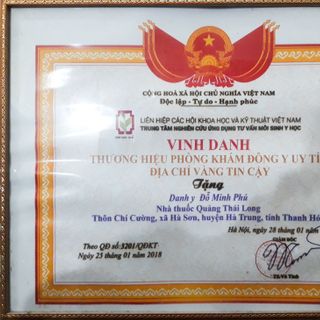 CỘNG HOÀ XÃ HỘI CHỦ NGHĨA VIỆT NAM
Độc lập - Tự do - Hạnh phúc
LIÊN HIỆP CÁC HỘI KHOA HỌC VÀ KỸ THUẬT VIỆT NAM
TRUNG TÂM NGHIÊN CỨU ỨNG DỤNG TƯ VẤN MÔI SINH Y HỌC
VINH DANH
THƯƠNG HIỆU PHÒNG KHÁM ĐÔNG Y UY TÍ
ĐỊA CHỈ VÀNG TIN CẬY
Tặng
Danh y Đỗ Minh Phú
Nhà thuốc Quảng Thái Long
Thôn Chí Cường, xã Hà Sơn, huyện Hà Trung, tỉnh Thanh Hó
Hà Nội, ngày 28 tháng 01 năm
Theo QĐ số:3201/QĐKT
Ngày 25 tháng 01 năm 2018
GIÁM ĐỐC